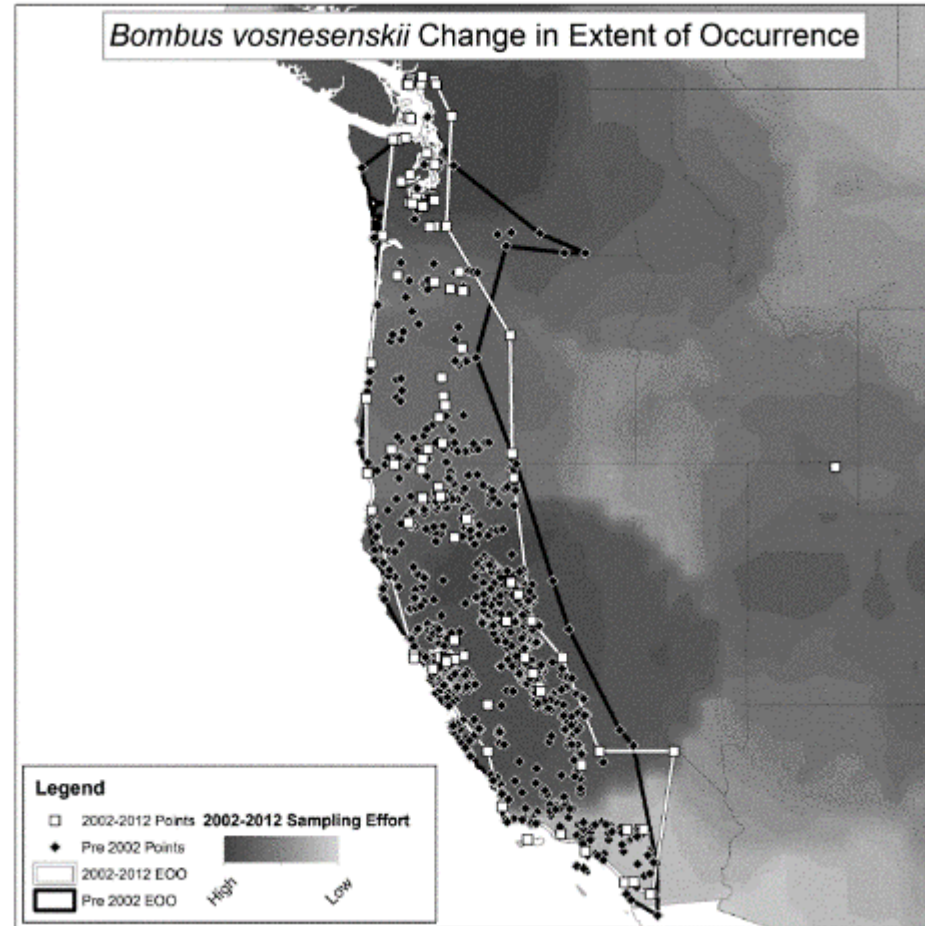 Bombus vosnesenskii Change in Extent of Occurrence
Legend
2002-2012 Points 2002-2012 Sampling Effort
Pre 2002 Points
2002-2012 EOO
Pre 2002 EOO
High
Low